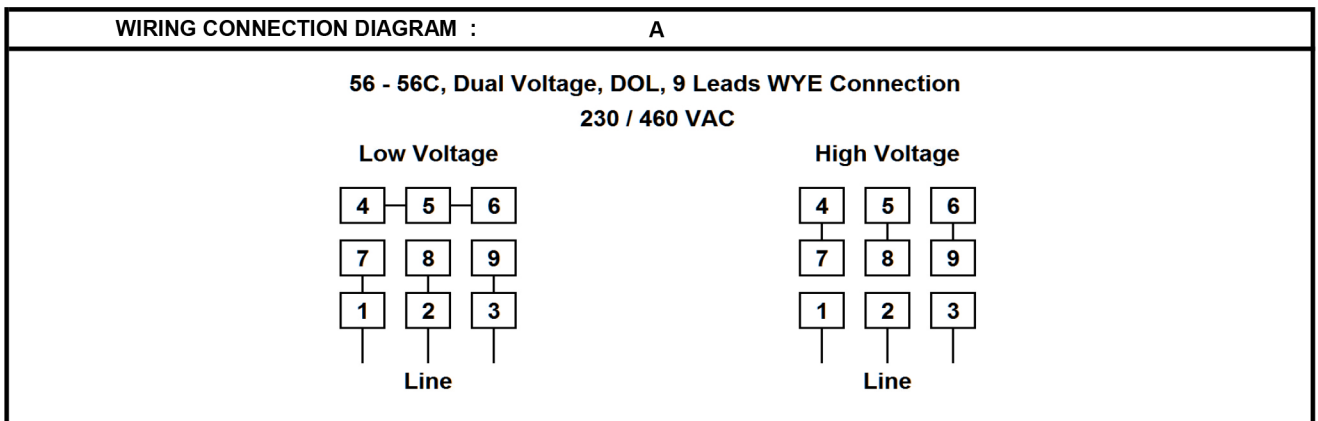 WIRING CONNECTION DIAGRAM : A
56 - 56C, Dual Voltage, DOL, 9 Leads WYE Connection
230 / 460 VAC
Low Voltage
4 5 6
7 8 9
1 2 3
Line
High Voltage
4 5 6
7 8 9
1 2 3
Line